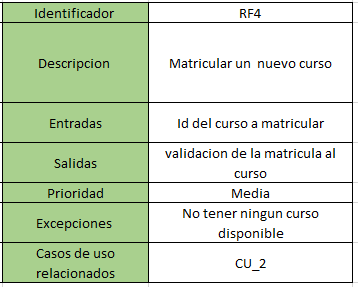 Identificador RF4
Descripcion Matricular un nuevo curso
Entradas Id del curso a matricular
Salidas validacion de la matricula al
curso
Prioridad Media
Excepciones No tener ningun curso
disponible
Casos de uso
relacionados CU_2